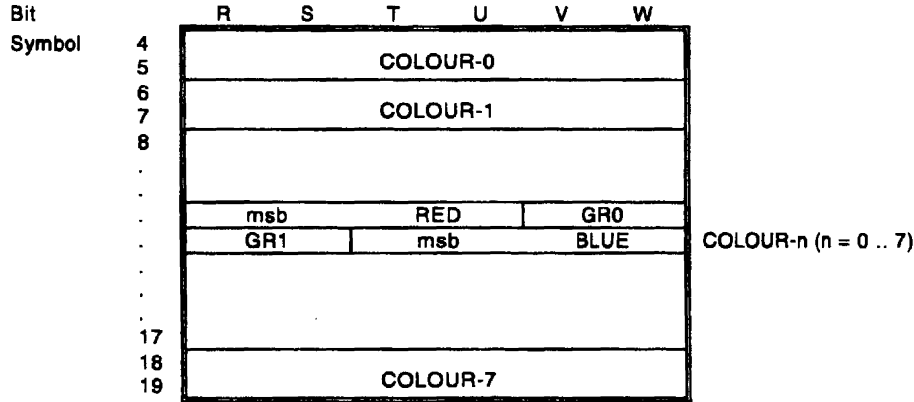 Bit R S T U V W
Symbol 4
5 COLOUR-0
6
7 COLOUR-1
8
.
.
. msb RED GR0
. GR1 msb BLUE COLOUR-n (n = 0 .. 7)
.
.
.
17
18
19 COLOUR-7